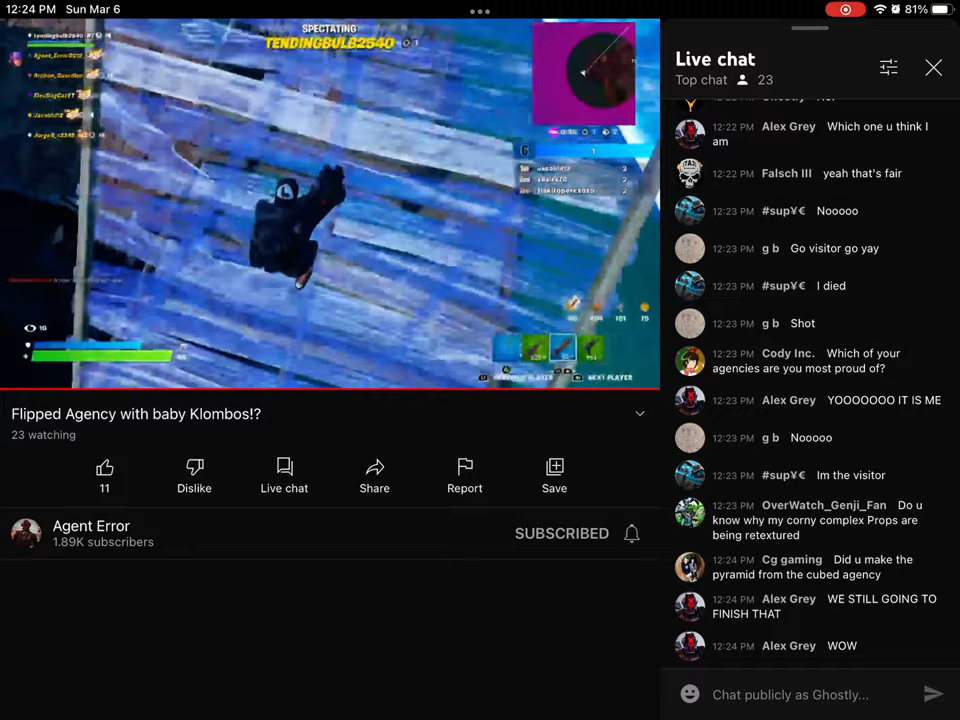 12:24 PM Sun Mar 6
81%
SPECTATING
TENDINGBULB2540
1
6
1
10
NEXT PLAYER
Flipped Agency with baby Klombos!?
23 watching
11
Dislike
Live chat
Share
Report
Save
Agent Error
1.89K subscribers
SUBSCRIBED
Live chat
Top chat 23
12:22 PM Alex Grey Which one u think I
am
12:22 PM Falsch III yeah that's fair
12:23 PM #sup¥€ Nooooo
12:23 PM g b Go visitor go yay
12:23 PM #sup¥€ I died
12:23 PM g b Shot
12:23 PM Cody Inc. Which of your
agencies are you most proud of?
12:23 PM Alex Grey YOOOOOOO IT IS ME
12:23 PM g b Nooooo
12:23 PM #sup¥€ Im the visitor
12:23 PM OverWatch_Genji_Fan Do u
know why my corny complex Props are
being retextured
12:24 PM Cg gaming Did u make the
pyramid from the cubed agency
12:24 PM Alex Grey WE STILL GOING TO
FINISH THAT
12:24 PM Alex Grey WOW
Chat publicly as Ghostly...